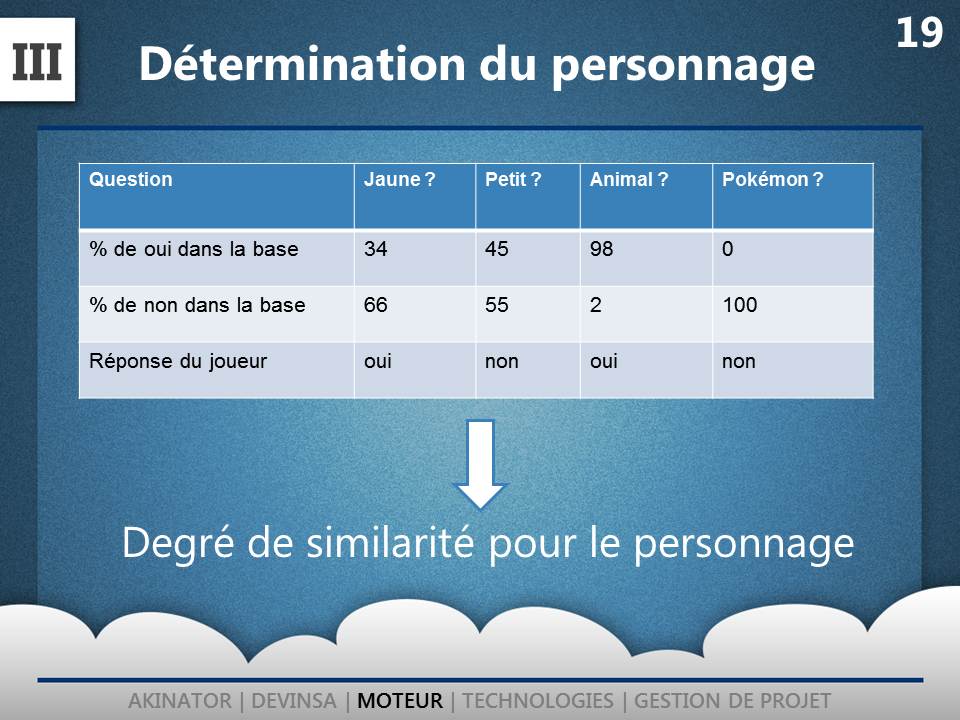 III
Détermination du personnage
19
Question Jaune ? Petit ? Animal ? Pokémon ?
% de oui dans la base 34 45 98 0
% de non dans la base 66 55 2 100
Réponse du joueur oui non oui non
Degré de similarité pour le personnage
AKINATOR | DEVINSA | MOTEUR | TECHNOLOGIES | GESTION DE PROJET